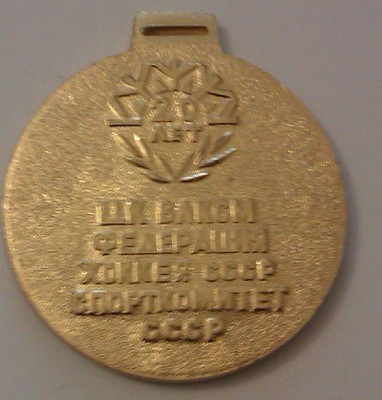 20
ЛЕТ
ЦК ВЛКСМ
ФЕДЕРАЦИЯ
ХОККЕЯ СССР
СПОРТКОМИТЕТ
СССР